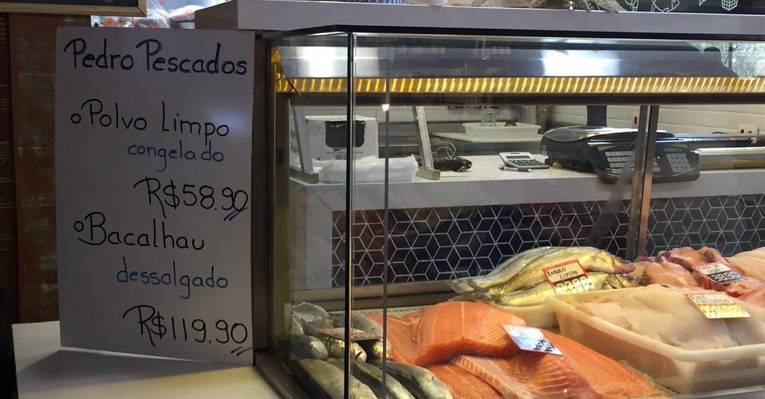 Pedro Pescados
Polvo Limpo
congelado
R$58.90
Bacalhau
dessalgado
R$119.90